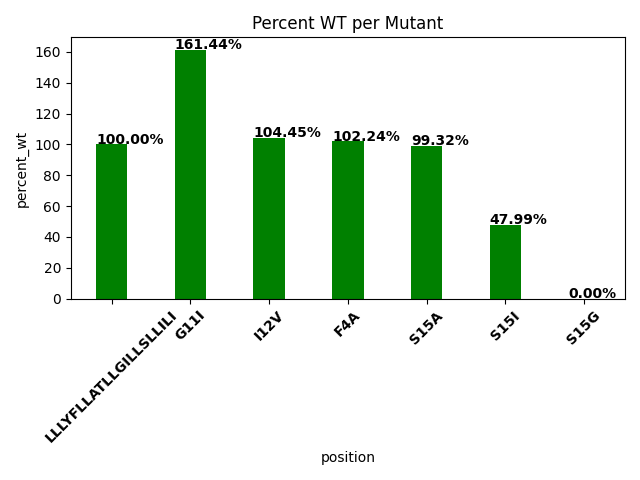 Percent WT per Mutant
percent_wt
160
140
120
100
80
60
40
20
0
100.00%
161.44%
104.45%
102.24%
99.32%
47.99%
0.00%
LLLYFLLATLLGILLSLLILI
G11I
I12V
F4A
S15A
S15I
S15G
position